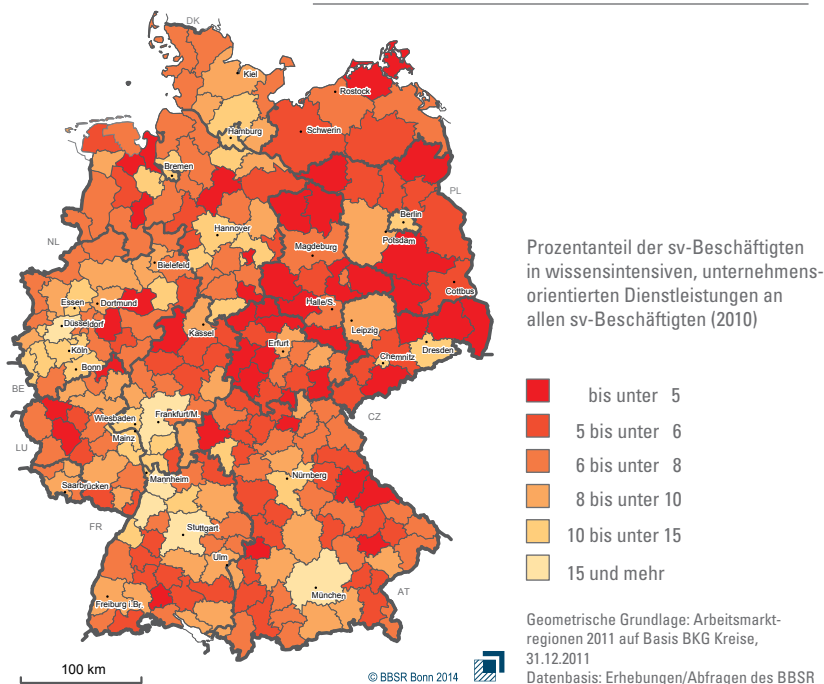 DK
Kiel
Rostock
Hamburg
Schwerin
Bremen
PL
Berlin
NL
Hannover
Potsdam
Magdeburg
Bielefeld
Cottbus
Essen
Dortmund
Halle/S.
Düsseldorf
Leipzig
Kassel
Erfurt
Dresden
Köln
Chemnitz
Bonn
BE
CZ
Wiesbaden
Frankfurt/M.
Mainz
LU
Nürnberg
Mannheim
Saarbrücken
FR
Stuttgart
Ulm
München
AT
Freiburg i.Br.
100 km
© BBSR Bonn 2014
Prozentanteil der sv-Beschäftigten
in wissensintensiven, unternehmens-
orientierten Dienstleistungen an
allen sv-Beschäftigten (2010)
bis unter 5
5 bis unter 6
6 bis unter 8
8 bis unter 10
10 bis unter 15
15 und mehr
Geometrische Grundlage: Arbeitsmarkt-
regionen 2011 auf Basis BKG Kreise,
31.12.2011
Datenbasis: Erhebungen/Abfragen des BBSR